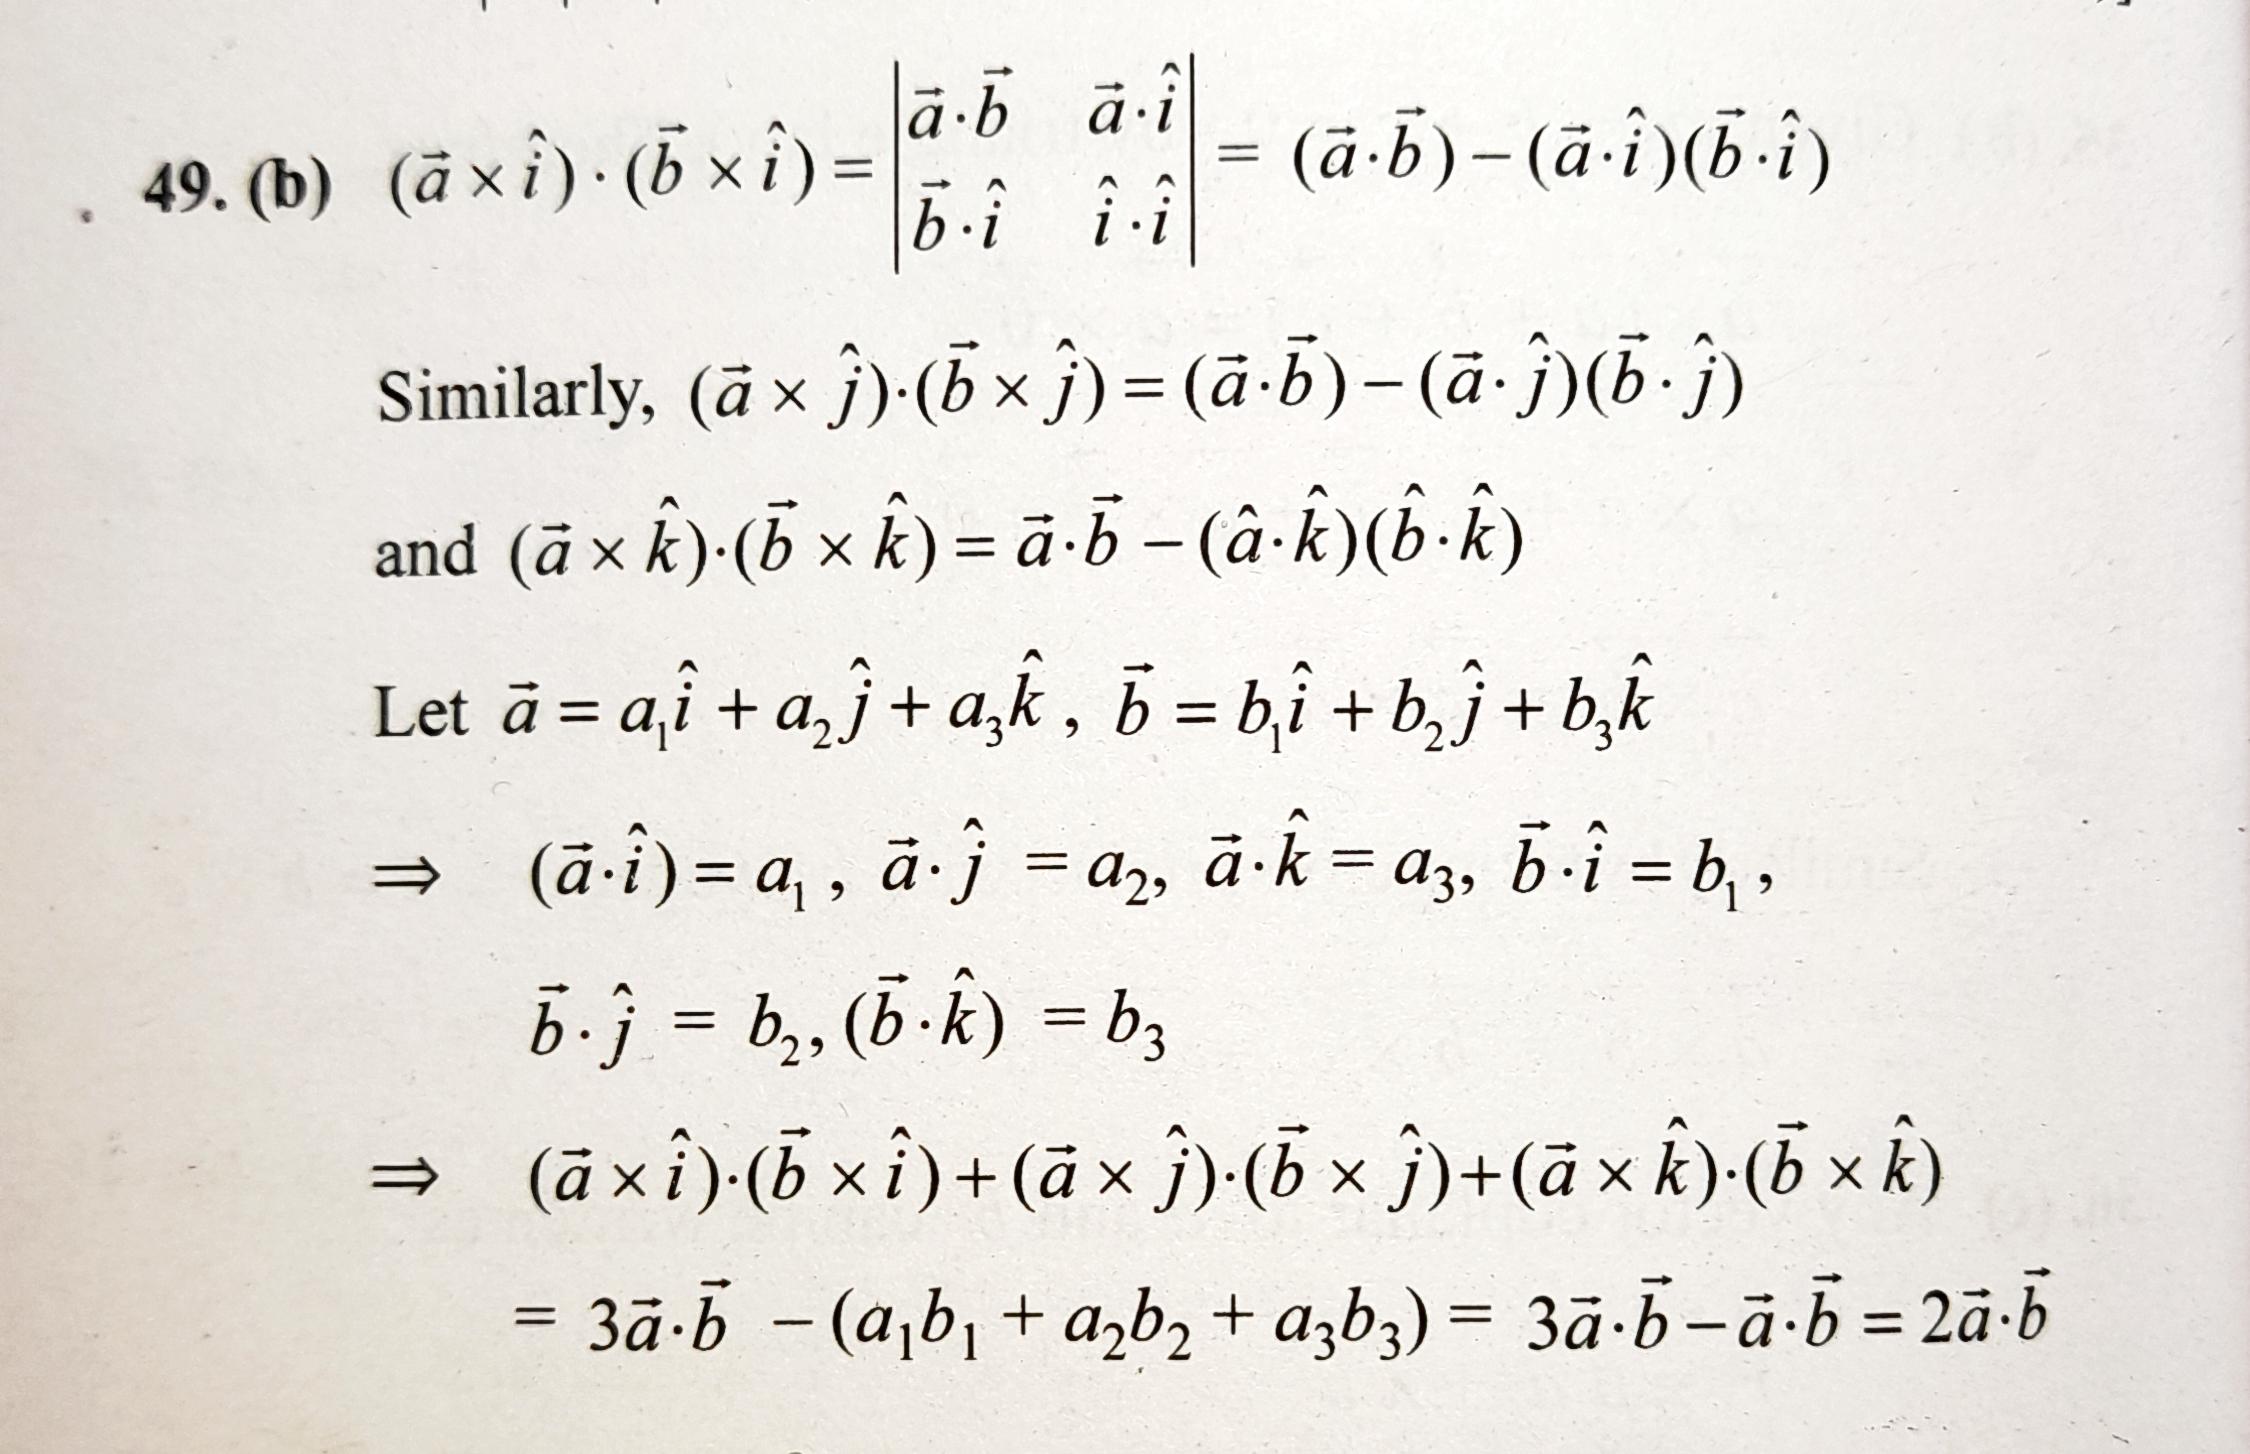 49. (b) $(\vec{a} \times \hat{i}) \cdot (\vec{b} \times \hat{i}) = \begin{vmatrix} \vec{a} \cdot \vec{b} & \vec{a} \cdot \hat{i} \\ \vec{b} \cdot \hat{i} & \hat{i} \cdot \hat{i} \end{vmatrix} = (\vec{a} \cdot \vec{b}) - (\vec{a} \cdot \hat{i})(\vec{b} \cdot \hat{i})$
Similarly, $(\vec{a} \times \hat{j}) \cdot (\vec{b} \times \hat{j}) = (\vec{a} \cdot \vec{b}) - (\vec{a} \cdot \hat{j})(\vec{b} \cdot \hat{j})$
and $(\vec{a} \times \hat{k}) \cdot (\vec{b} \times \hat{k}) = \vec{a} \cdot \vec{b} - (\hat{a} \cdot \hat{k})(\hat{b} \cdot \hat{k})$
Let $\vec{a} = a_1\hat{i} + a_2\hat{j} + a_3\hat{k}, \vec{b} = b_1\hat{i} + b_2\hat{j} + b_3\hat{k}$
$\Rightarrow (\vec{a} \cdot \hat{i}) = a_1, \vec{a} \cdot \hat{j} = a_2, \vec{a} \cdot \hat{k} = a_3, \vec{b} \cdot \hat{i} = b_1,$
$\vec{b} \cdot \hat{j} = b_2, (\vec{b} \cdot \hat{k}) = b_3$
$\Rightarrow (\vec{a} \times \hat{i}) \cdot (\vec{b} \times \hat{i}) + (\vec{a} \times \hat{j}) \cdot (\vec{b} \times \hat{j}) + (\vec{a} \times \hat{k}) \cdot (\vec{b} \times \hat{k})$
$= 3\vec{a} \cdot \vec{b} - (a_1b_1 + a_2b_2 + a_3b_3) = 3\vec{a} \cdot \vec{b} - \vec{a} \cdot \vec{b} = 2\vec{a} \cdot \vec{b}$